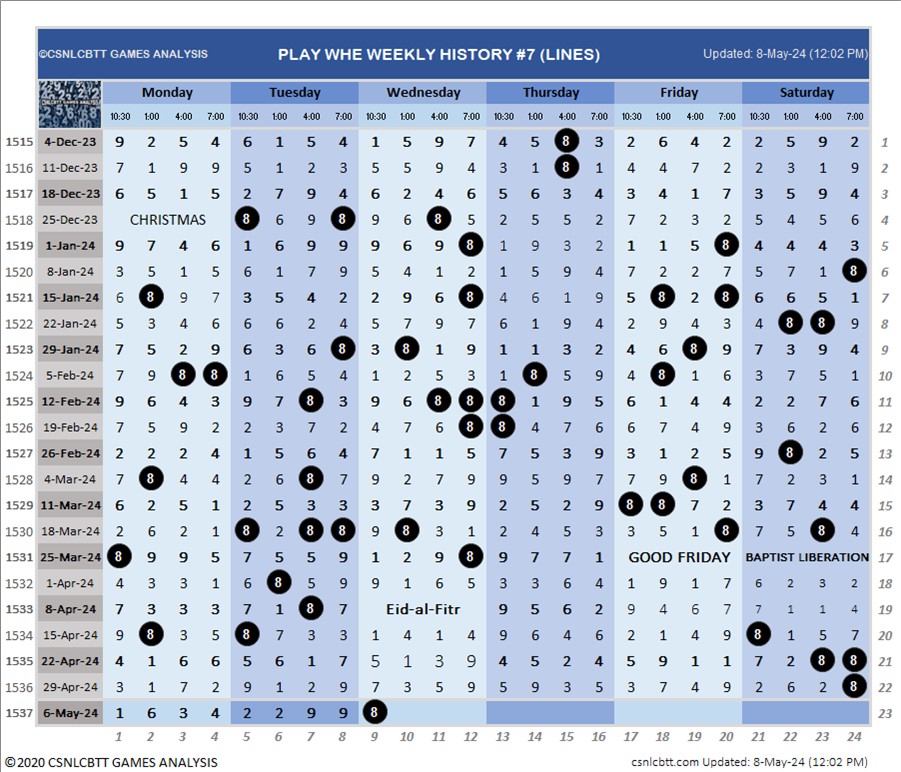 ©CSNLCBTT GAMES ANALYSIS PLAY WHE WEEKLY HISTORY #7 (LINES) Updated: 8-May-24 (12:02 PM)
Monday Tuesday Wednesday Thursday Friday Saturday
10:30 1:00 4:00 7:00 10:30 1:00 4:00 7:00 10:30 1:00 4:00 7:00 10:30 1:00 4:00 7:00 10:30 1:00 4:00 7:00 10:30 1:00 4:00 7:00
1515 4-Dec-23 9 2 5 4 6 1 5 4 1 5 9 7 4 5 8 3 2 6 4 2 2 5 9 2 1
1516 11-Dec-23 7 1 9 9 5 1 2 3 5 5 9 4 3 1 8 1 4 4 7 7 2 3 1 9 2
1517 18-Dec-23 6 5 1 5 2 7 9 4 6 2 4 6 5 6 3 4 3 4 1 7 3 5 9 4 3
1518 25-Dec-23 CHRISTMAS 8 6 9 8 9 6 8 5 2 5 5 2 7 2 3 2 5 4 5 6 4
1519 1-Jan-24 9 7 4 6 1 6 9 9 9 6 9 8 1 9 3 2 1 1 5 8 4 4 4 3 5
1520 8-Jan-24 3 5 1 5 6 1 7 9 5 4 1 2 1 5 9 4 7 2 2 7 5 7 1 8 6
1521 15-Jan-24 6 8 9 7 3 5 4 2 2 9 6 8 4 6 1 9 5 8 2 8 6 6 5 1 7
1522 22-Jan-24 5 3 4 6 6 6 2 4 5 7 9 7 6 1 9 4 2 9 4 3 4 8 8 9 8
1523 29-Jan-24 7 5 2 9 6 3 6 8 3 8 1 9 1 1 3 2 4 6 8 9 7 3 9 4 9
1524 5-Feb-24 7 9 8 8 1 6 5 4 1 2 5 3 1 8 5 9 4 8 1 6 3 7 5 1 10
1525 12-Feb-24 9 6 4 3 9 7 8 3 9 6 8 8 8 1 9 5 6 1 4 4 2 2 7 6 11
1526 19-Feb-24 7 5 9 2 2 3 7 2 4 7 6 8 8 4 7 6 6 7 4 9 3 6 2 6 12
1527 26-Feb-24 2 2 2 4 1 5 6 4 7 1 1 5 7 5 3 9 3 1 2 5 9 8 2 5 13
1528 4-Mar-24 7 8 4 4 2 6 8 7 9 2 7 9 9 5 9 7 7 9 8 1 7 2 3 1 14
1529 11-Mar-24 6 2 5 1 2 5 3 3 3 7 3 9 2 5 2 9 8 8 7 2 3 7 4 4 15
1530 18-Mar-24 2 6 2 1 8 2 8 8 9 8 3 1 2 4 5 3 3 5 1 8 7 5 8 4 16
1531 25-Mar-24 8 9 9 5 7 5 5 9 1 2 9 8 9 7 7 1 GOOD FRIDAY BAPTIST LIBERATION 17
1532 1-Apr-24 4 3 3 1 6 8 5 9 9 1 6 5 3 3 6 4 1 9 1 7 6 2 3 2 18
1533 8-Apr-24 7 3 3 3 7 1 8 7 Eid-al-Fitr 9 5 6 2 9 4 6 7 7 1 1 4 19
1534 15-Apr-24 9 8 3 5 8 7 3 3 1 4 1 4 9 6 4 6 2 1 4 9 8 1 5 7 20
1535 22-Apr-24 4 1 6 6 5 6 1 7 5 1 3 9 4 5 2 4 5 9 1 1 7 2 8 8 21
1536 29-Apr-24 3 1 7 2 9 1 2 9 7 3 5 9 5 9 3 5 3 7 4 9 2 6 2 8 22
1537 6-May-24 1 6 3 4 2 2 9 9 8 23
1 2 3 4 5 6 7 8 9 10 11 12 13 14 15 16 17 18 19 20 21 22 23 24
©2020 CSNLCBTT GAMES ANALYSIS csnlcbtt.com Updated: 8-May-24 (12:02 PM)